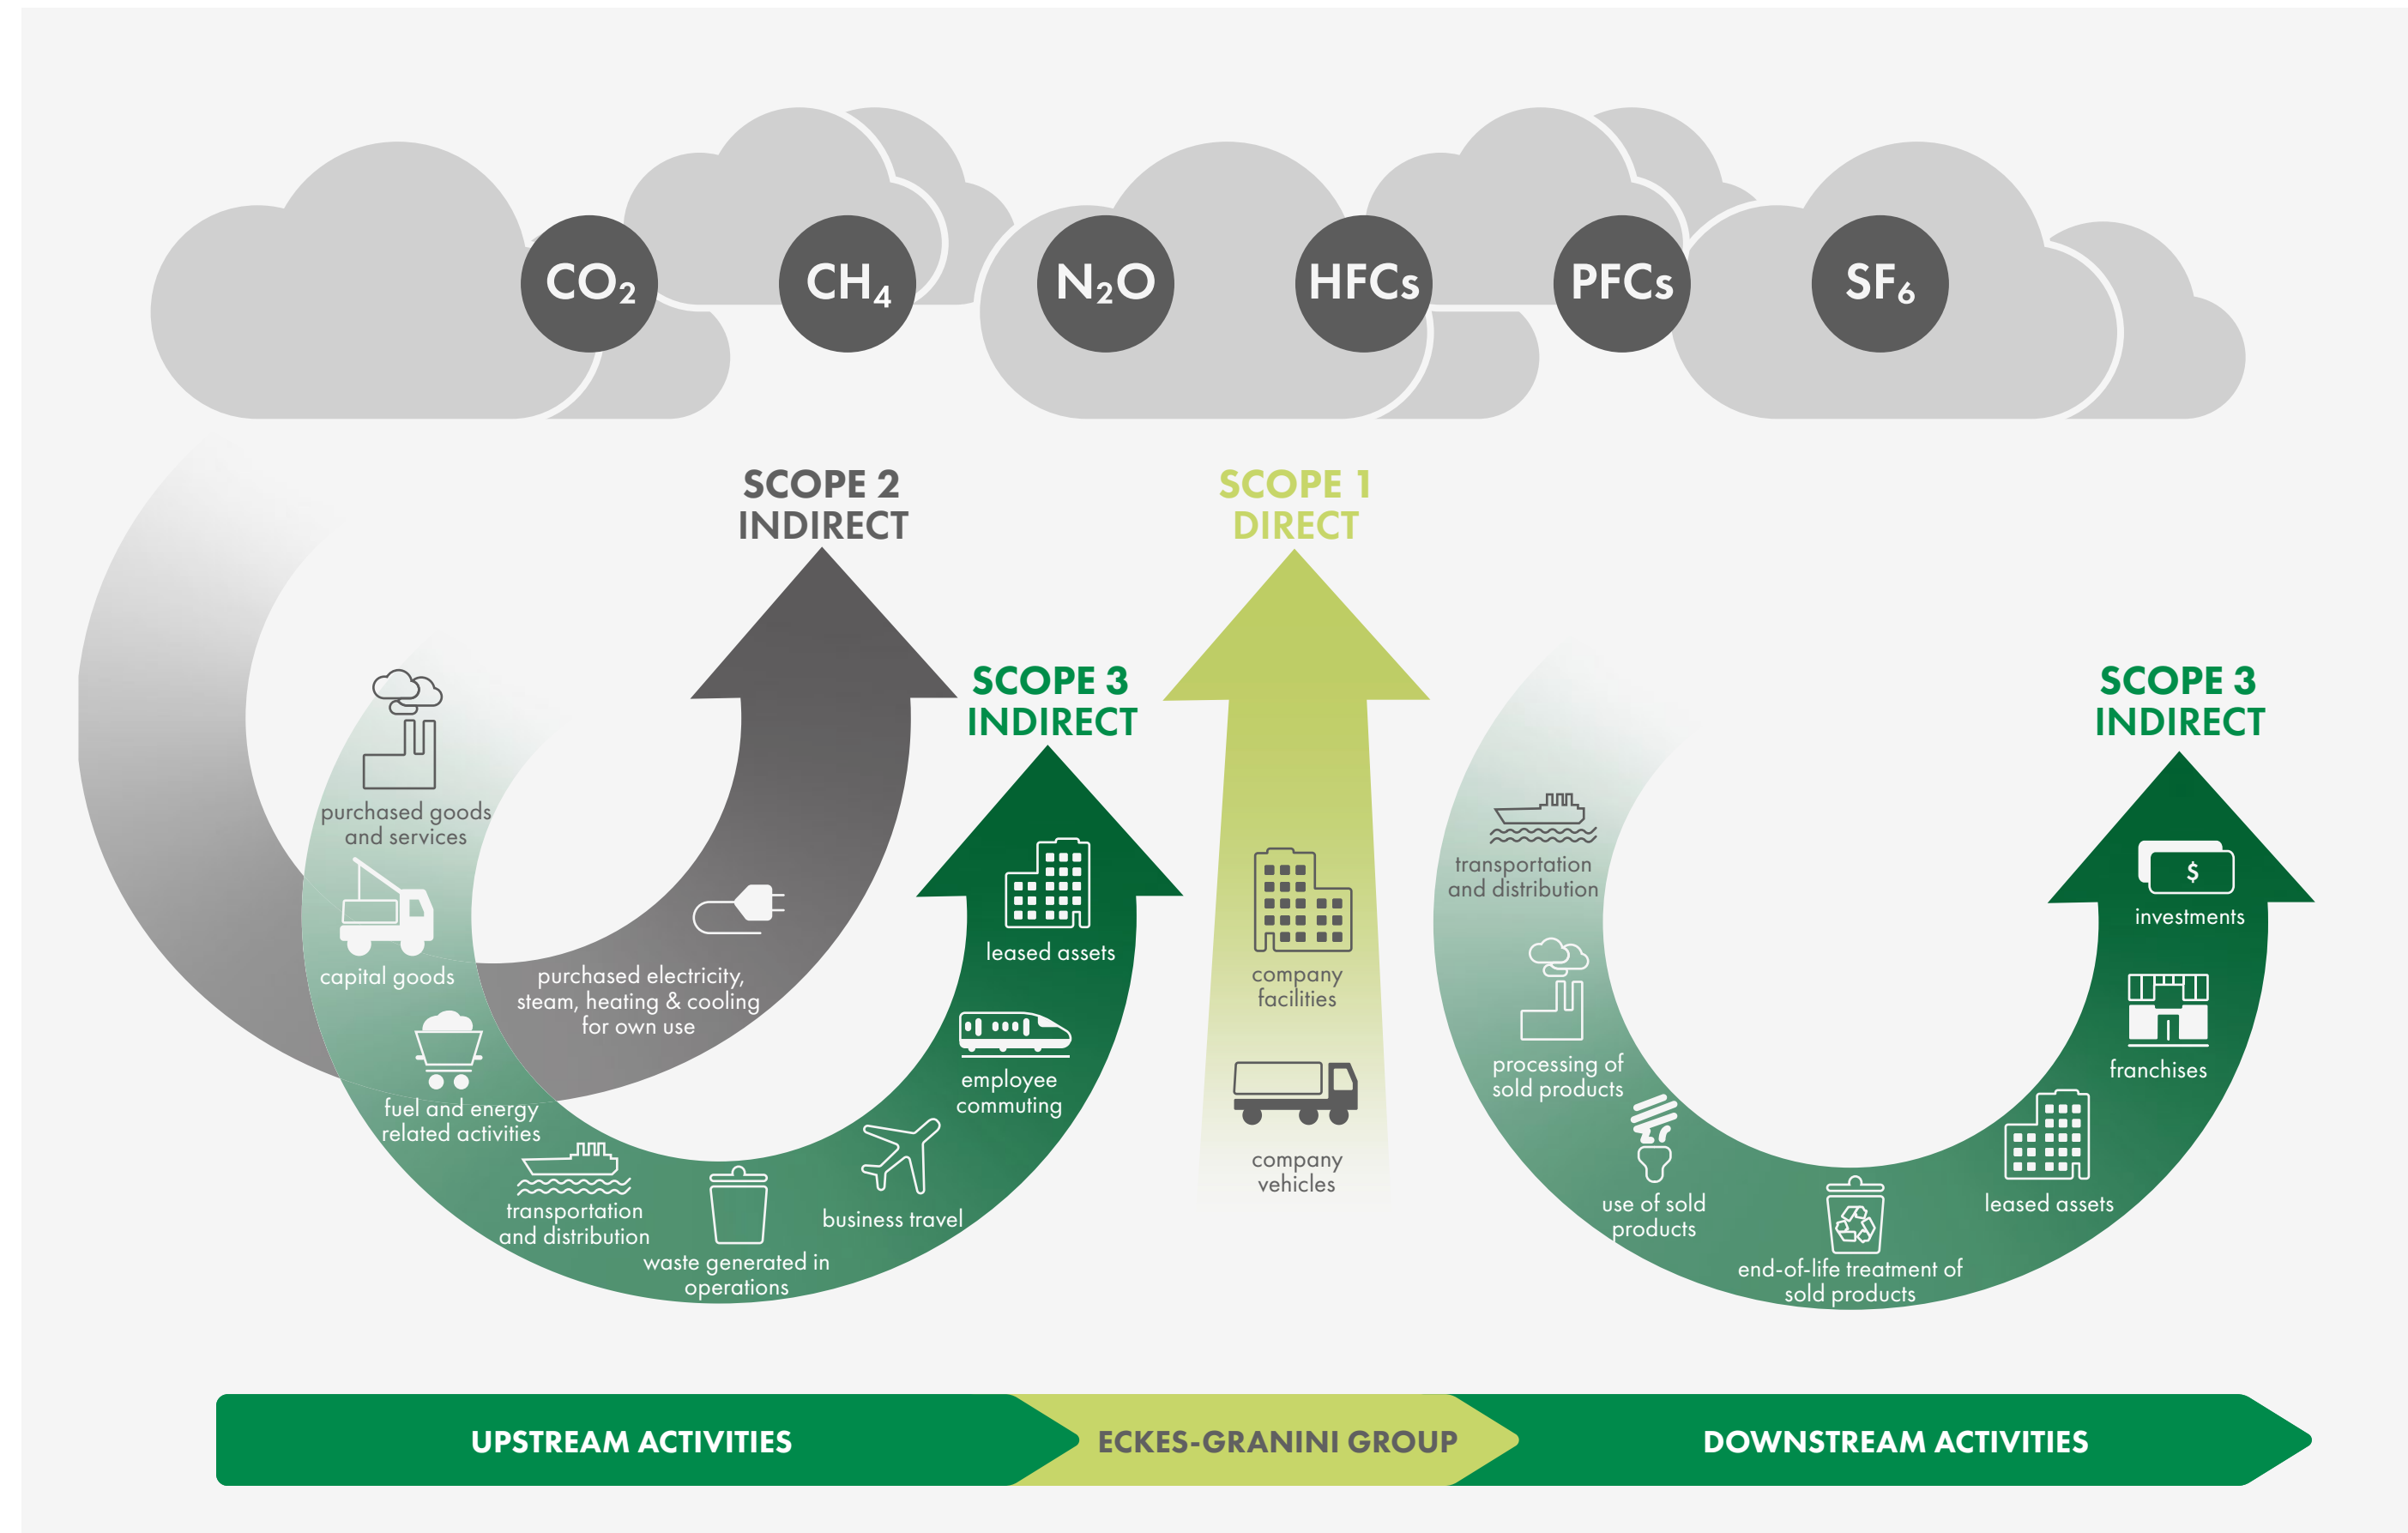 CO₂
CH₄
N₂O
HFCs
PFCs
SF₆
SCOPE 2
INDIRECT
SCOPE 1
DIRECT
SCOPE 3
INDIRECT
SCOPE 3
INDIRECT
purchased goods
and services
capital goods
fuel and energy
related activities
transportation
and distribution
waste generated in
operations
business travel
employee
commuting
leased assets
purchased electricity,
steam, heating & cooling
for own use
company
facilities
company
vehicles
transportation
and distribution
processing of
sold products
use of sold
products
end-of-life treatment of
sold products
leased assets
franchises
$
investments
UPSTREAM ACTIVITIES
ECKES-GRANINI GROUP
DOWNSTREAM ACTIVITIES